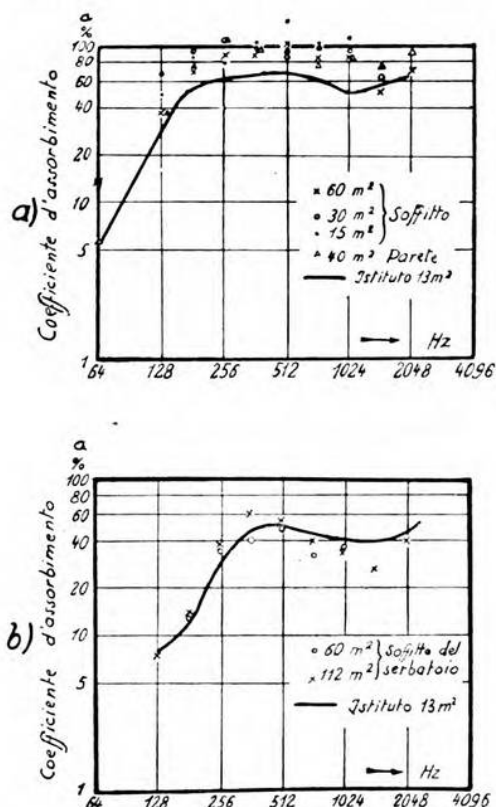 a
%
100
80
60
40
20
10
5
1
a)
Coefficiente d'assorbimento
× 60 m²
o 30 m²
• 15 m²
Soffitto
△ 40 m² Parete
Istituto 13 m²
Hz
64 128 256 512 1024 2048 4096
a
%
100
80
60
40
20
10
5
1
b)
Coefficiente d'assorbimento
o 60 m²
× 112 m²
Soffitto del
serbatoio
Istituto 13 m²
Hz
64 128 256 512 1024 2048 4096